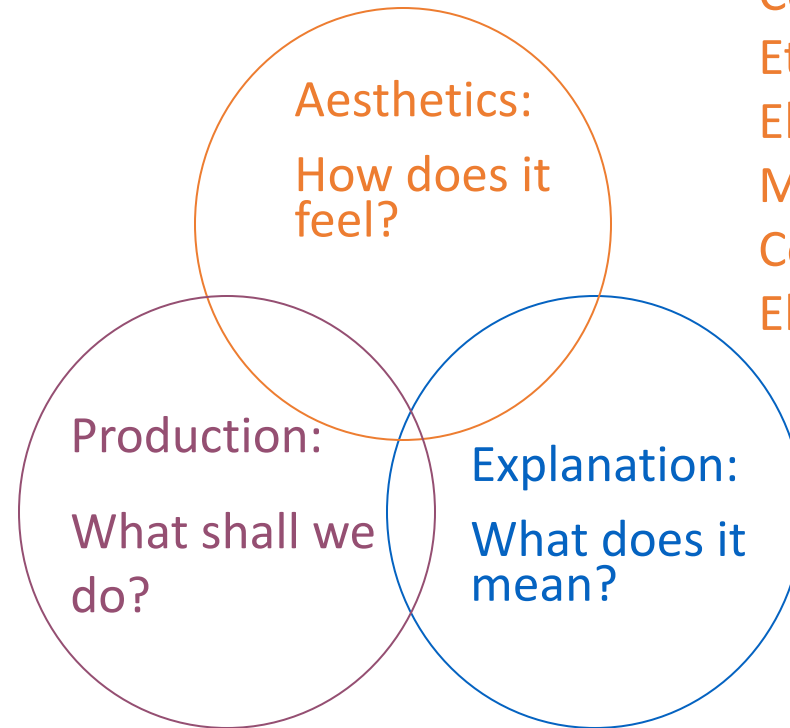 Aesthetics:
How does it
feel?
Production:
What shall we
do?
Explanation:
What does it
mean?